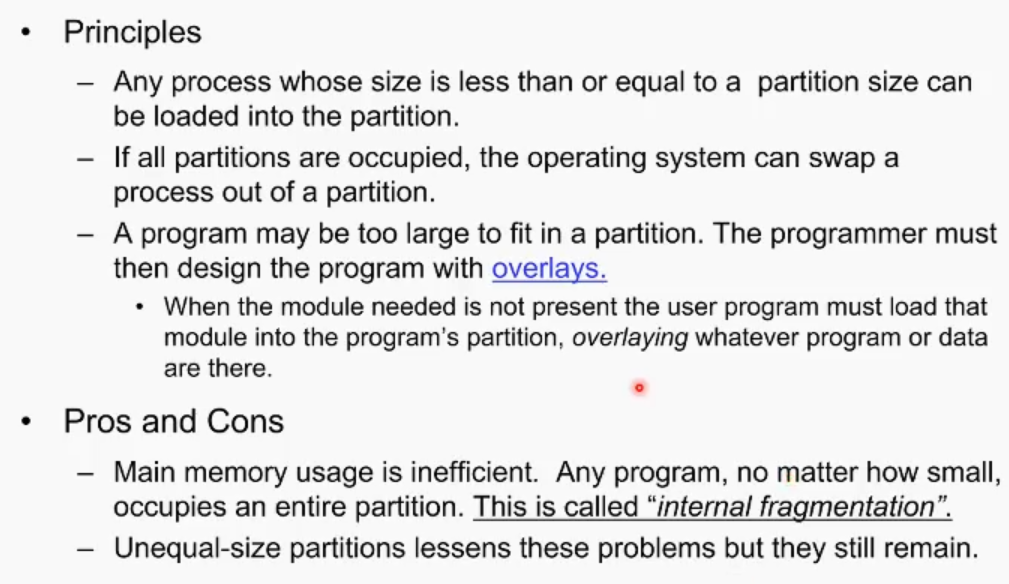 • Principles
– Any process whose size is less than or equal to a partition size can
be loaded into the partition.
– If all partitions are occupied, the operating system can swap a
process out of a partition.
– A program may be too large to fit in a partition. The programmer must
then design the program with overlays.
• When the module needed is not present the user program must load that
module into the program's partition, overlaying whatever program or data
are there.
• Pros and Cons
– Main memory usage is inefficient. Any program, no matter how small,
occupies an entire partition. This is called “internal fragmentation”.
– Unequal-size partitions lessens these problems but they still remain.